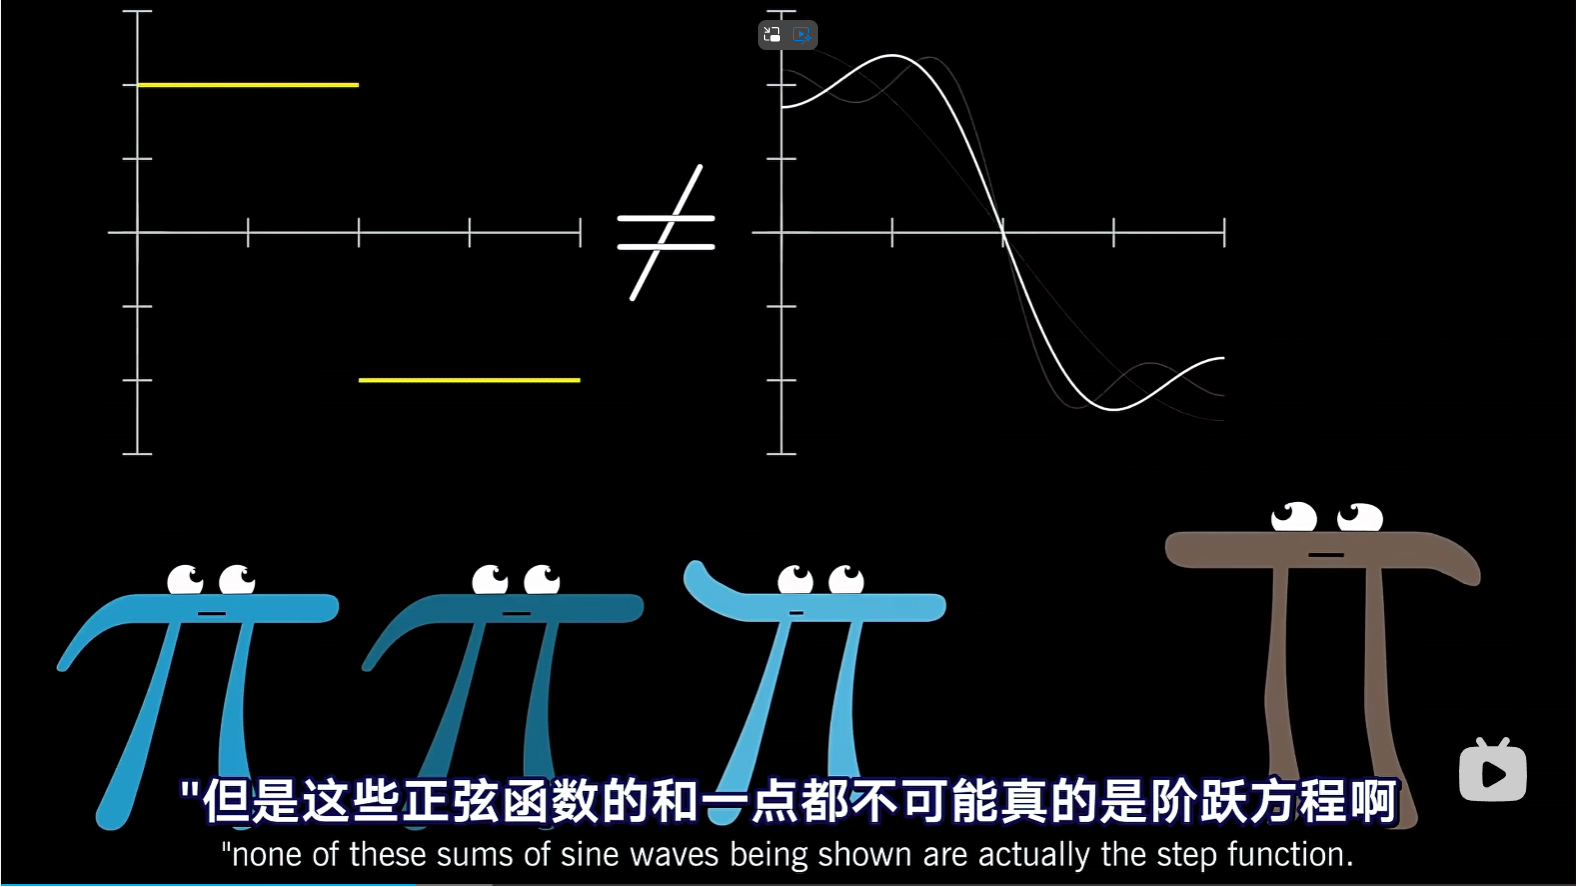 "但是这些正弦函数的和一点都不可能真的是阶跃方程啊
"none of these sums of sine waves being shown are actually the step function.